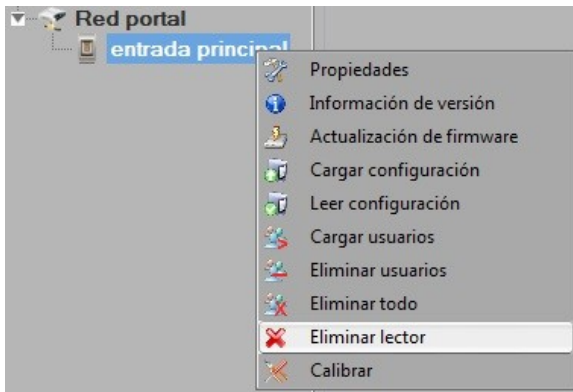 Red portal
entrada principal
Propiedades
Información de versión
Actualización de firmware
Cargar configuración
Leer configuración
Cargar usuarios
Eliminar usuarios
Eliminar todo
Eliminar lector
Calibrar